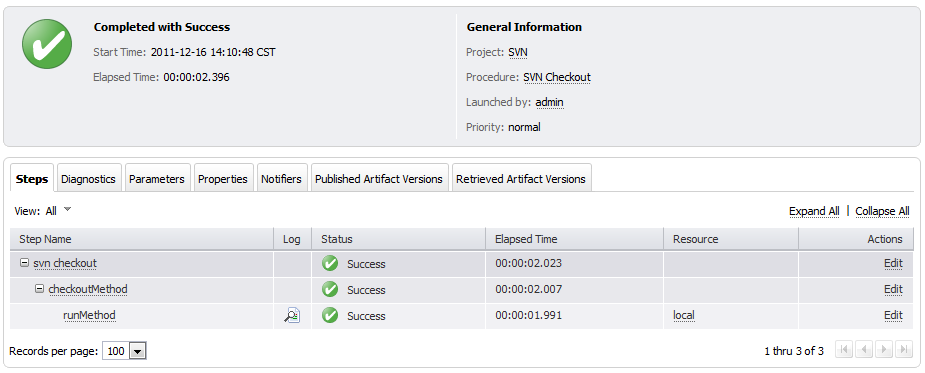 Completed with Success
Start Time: 2011-12-16 14:10:48 CST
Elapsed Time: 00:00:02.396
General Information
Project: SVN
Procedure: SVN Checkout
Launched by: admin
Priority: normal
Steps Diagnostics Parameters Properties Notifiers Published Artifact Versions Retrieved Artifact Versions
View: All Expand All | Collapse All
Step Name Log Status Elapsed Time Resource Actions
svn checkout Success 00:00:02.023 Edit
checkoutMethod Success 00:00:02.007 Edit
runMethod Success 00:00:01.991 local Edit
Records per page: 100 1 thru 3 of 3